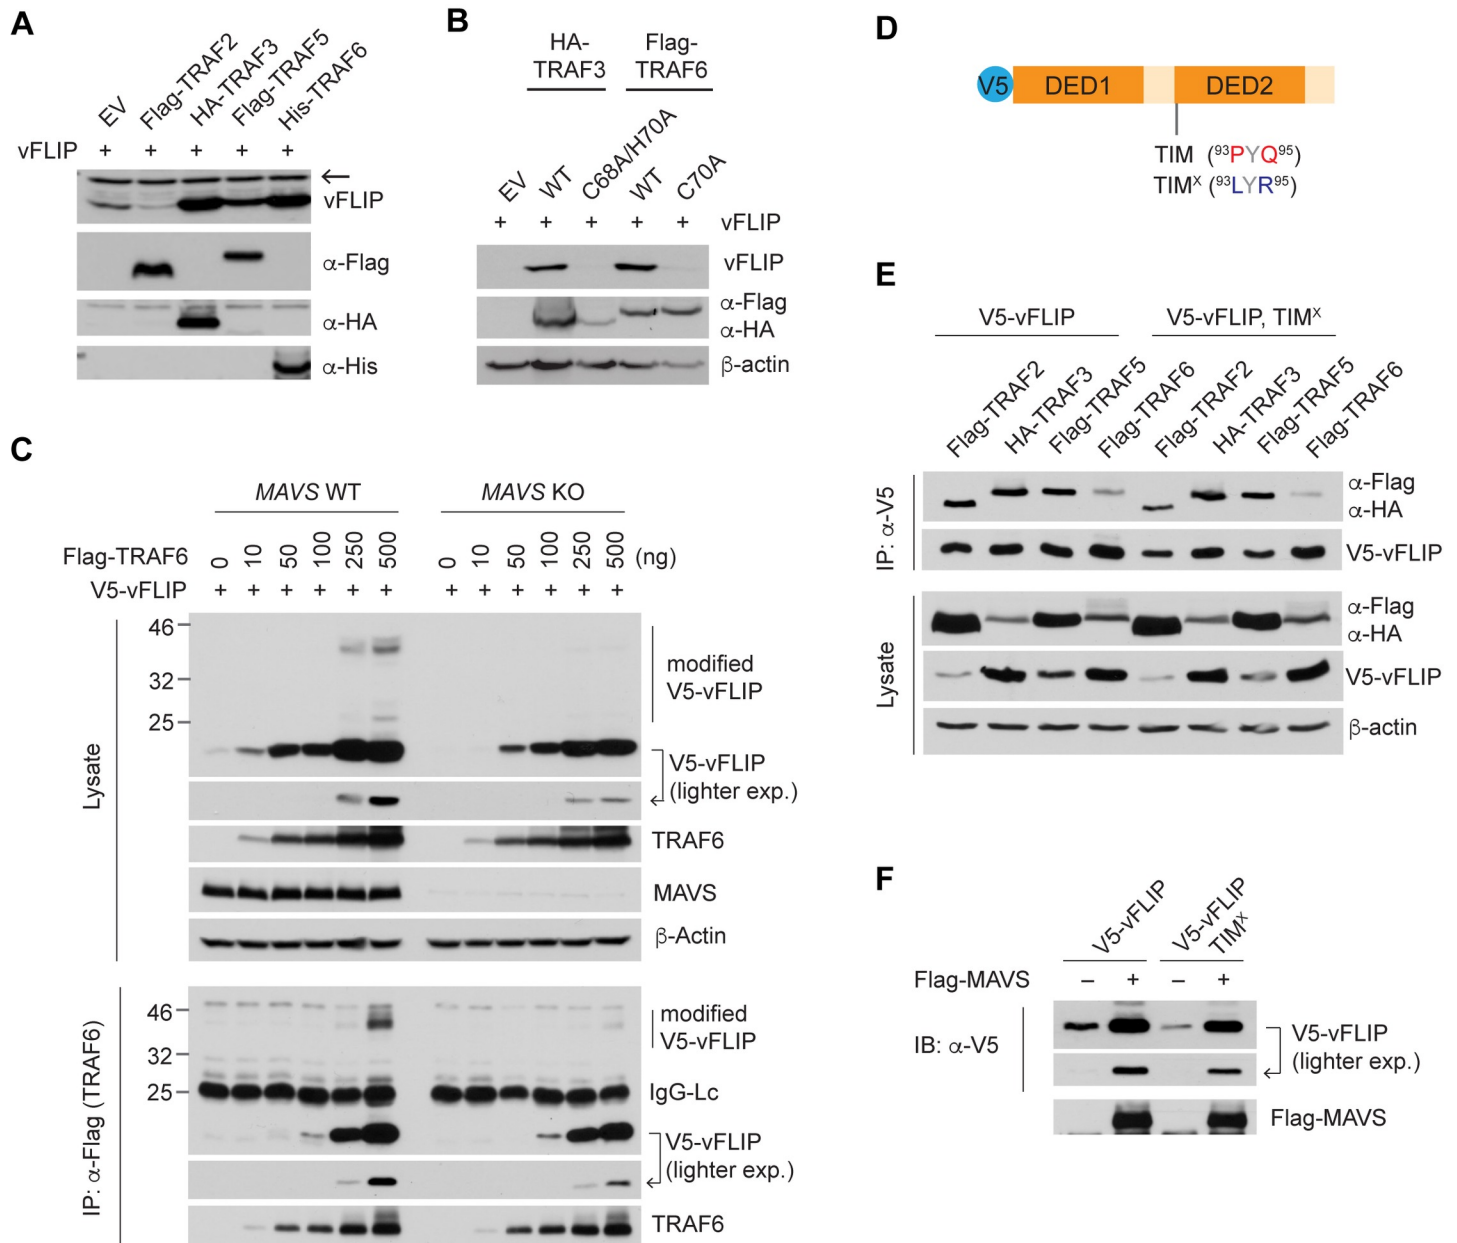 A
EV
Flag-TRAF2
HA-TRAF3
Flag-TRAF5
His-TRAF6
vFLIP + + + + +
←
vFLIP
α-Flag
α-HA
α-His
B
HA-
TRAF3
Flag-
TRAF6
EV
WT
C68A/H70A
WT
C70A
+ + + + + vFLIP
vFLIP
α-Flag
α-HA
β-actin
C
MAVS WT
MAVS KO
Flag-TRAF6 0 10 50 100 250 500 0 10 50 100 250 500 (ng)
V5-vFLIP + + + + + + + + + + + +
Lysate
46
32
25
modified
V5-vFLIP
V5-vFLIP
(lighter exp.)
TRAF6
MAVS
β-Actin
IP: α-Flag (TRAF6)
46
32
25
modified
V5-vFLIP
IgG-Lc
V5-vFLIP
(lighter exp.)
TRAF6
D
V5 DED1 DED2
TIM (⁹³PYQ⁹⁵)
TIMˣ (⁹³LYR⁹⁵)
E
V5-vFLIP
V5-vFLIP, TIMˣ
Flag-TRAF2
HA-TRAF3
Flag-TRAF5
Flag-TRAF6
Flag-TRAF2
HA-TRAF3
Flag-TRAF5
Flag-TRAF6
IP: α-V5
α-Flag
α-HA
V5-vFLIP
Lysate
α-Flag
α-HA
V5-vFLIP
β-actin
F
V5-vFLIP
V5-vFLIP
TIMˣ
Flag-MAVS – + – +
IB: α-V5
V5-vFLIP
(lighter exp.)
Flag-MAVS